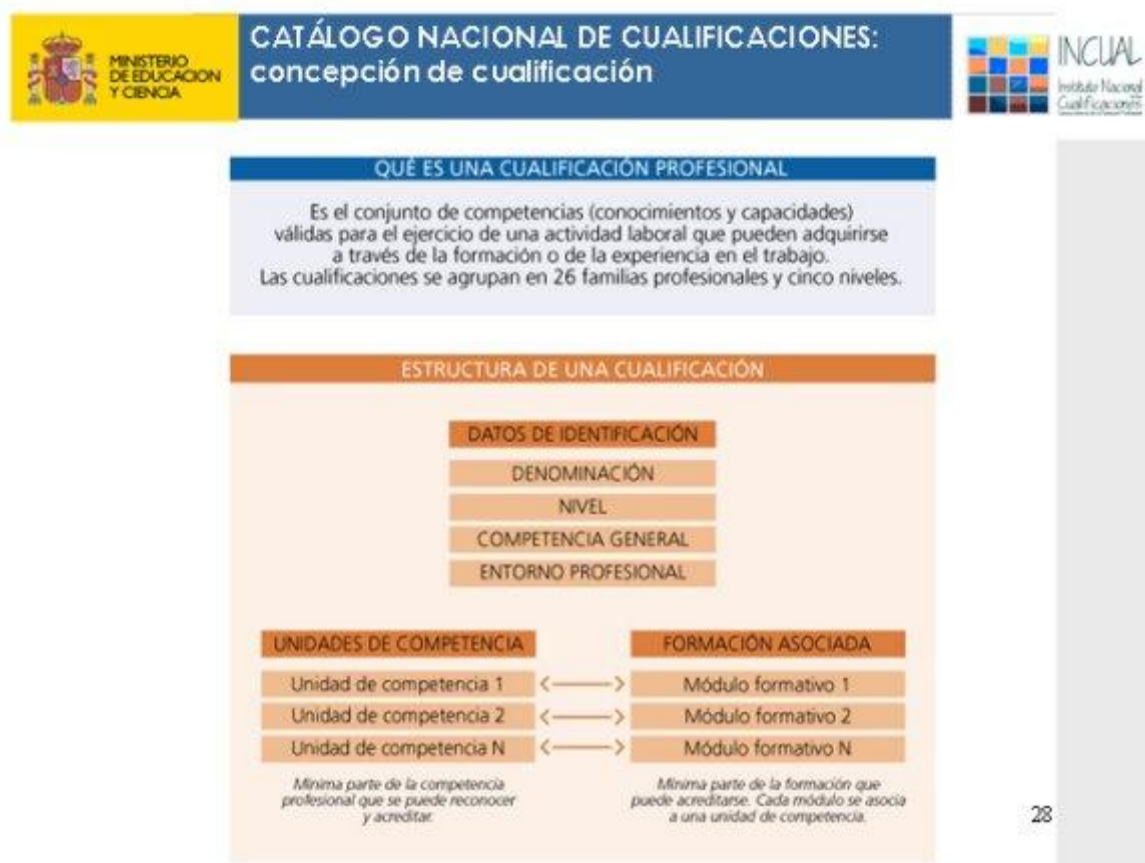 MINISTERIO
DE EDUCACION
Y CIENCIA
CATÁLOGO NACIONAL DE CUALIFICACIONES:
concepción de cualificación
INCUAL
Instituto Nacional
Cualificaciones
QUÉ ES UNA CUALIFICACIÓN PROFESIONAL
Es el conjunto de competencias (conocimientos y capacidades)
válidas para el ejercicio de una actividad laboral que pueden adquirirse
a través de la formación o de la experiencia en el trabajo.
Las cualificaciones se agrupan en 26 familias profesionales y cinco niveles.
ESTRUCTURA DE UNA CUALIFICACIÓN
DATOS DE IDENTIFICACIÓN
DENOMINACIÓN
NIVEL
COMPETENCIA GENERAL
ENTORNO PROFESIONAL
UNIDADES DE COMPETENCIA
Unidad de competencia 1
Unidad de competencia 2
Unidad de competencia N
Mínima parte de la competencia
profesional que se puede reconocer
y acreditar.
FORMACIÓN ASOCIADA
Módulo formativo 1
Módulo formativo 2
Módulo formativo N
Mínima parte de la formación que
puede acreditarse. Cada módulo se asocia
a una unidad de competencia.
28